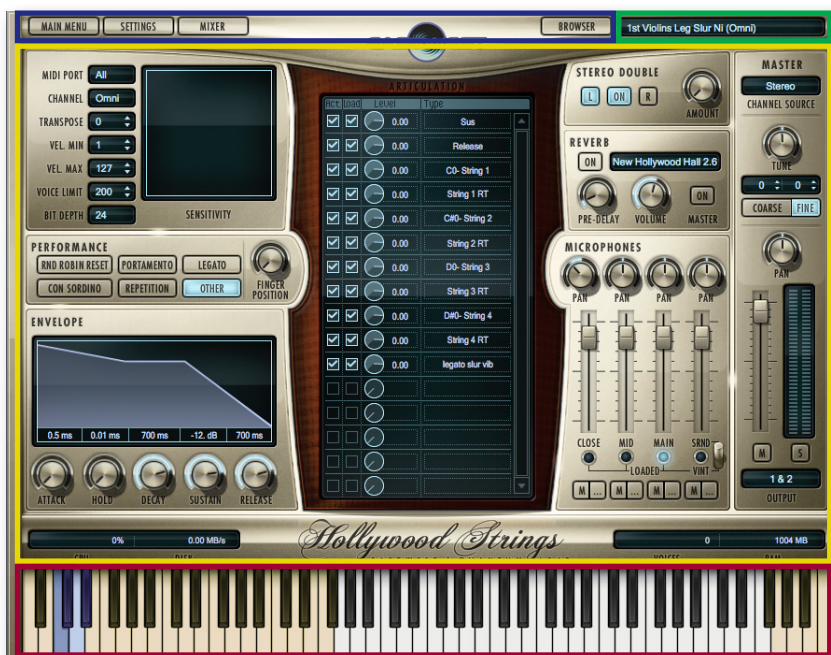 MAIN MENU SETTINGS MIXER BROWSER 1st Violins Leg Slur Ni (Omni)
MIDI PORT All
CHANNEL Omni
TRANSPOSE 0
VEL. MIN 1
VEL. MAX 127
VOICE LIMIT 200
BIT DEPTH 24
SENSITIVITY
PERFORMANCE
RND ROBIN RESET PORTAMENTO LEGATO
CON SORDINO REPETITION OTHER
FINGER
POSITION
ENVELOPE
0.5 ms 0.01 ms 700 ms -12. dB 700 ms
ATTACK HOLD DECAY SUSTAIN RELEASE
ARTICULATION
Act Load Level Type
0.00 Sus
0.00 Release
0.00 C0- String 1
0.00 String 1 RT
0.00 C#0- String 2
0.00 String 2 RT
0.00 D0- String 3
0.00 String 3 RT
0.00 D#0- String 4
0.00 String 4 RT
0.00 legato slur vib
STEREO DOUBLE
L ON R
AMOUNT
REVERB
ON New Hollywood Hall 2.6
PRE-DELAY VOLUME ON MASTER
MICROPHONES
PAN PAN PAN PAN
CLOSE MID MAIN SRND
LOADED VINT
M ... M ... M ... M ...
MASTER
Stereo
CHANNEL SOURCE
TUNE
0 0
COARSE FINE
PAN
M S
1 & 2
OUTPUT
0% 0.00 MB/s
Hollywood Strings
0 1004 MB